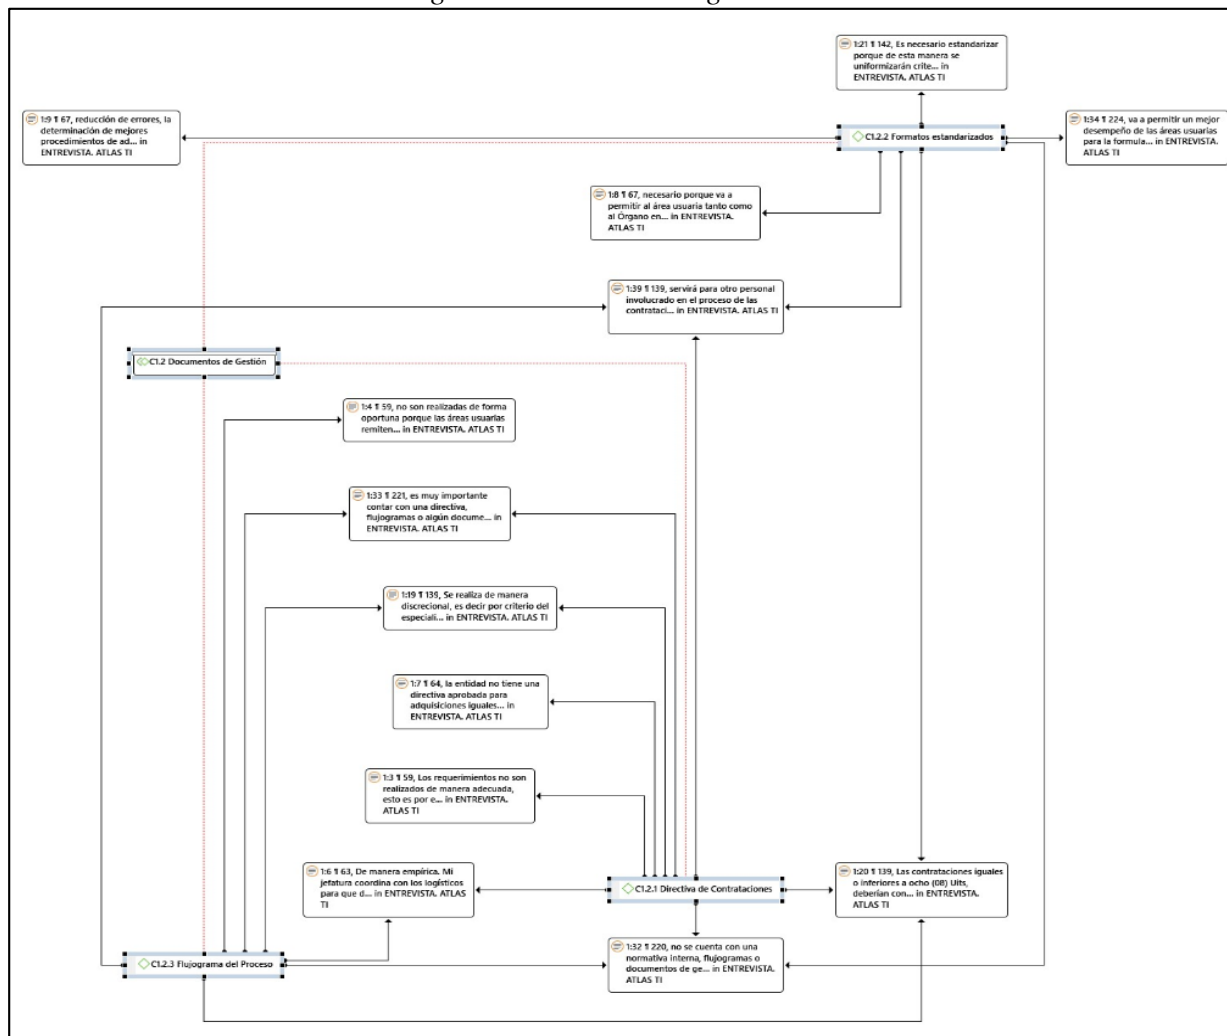 1:21 ¶ 142, Es necesario estandarizar
porque de esta manera se
uniformizarán crite... in
ENTREVISTA. ATLAS TI
1:9 ¶ 67, reducción de errores, la
determinación de mejores
procedimientos de ad... in
ENTREVISTA. ATLAS TI
C1.2.2 Formatos estandarizados
1:34 ¶ 224, va a permitir un mejor
desempeño de las áreas usuarias
para la formula... in ENTREVISTA.
ATLAS TI
1:8 ¶ 67, necesario porque va a
permitir al área usuaria tanto como
al Órgano en... in ENTREVISTA.
ATLAS TI
1:39 ¶ 139, servirá para otro personal
involucrado en el proceso de las
contrataci... in ENTREVISTA. ATLAS TI
C1.2 Documentos de Gestión
1:4 ¶ 59, no son realizadas de forma
oportuna porque las áreas usuarias
remiten... in ENTREVISTA. ATLAS TI
1:33 ¶ 221, es muy importante
contar con una directiva,
flujogramas o algún docume... in
ENTREVISTA. ATLAS TI
1:19 ¶ 139, Se realiza de manera
discrecional, es decir por criterio del
especiali... in ENTREVISTA. ATLAS TI
1:7 ¶ 64, la entidad no tiene una
directiva aprobada para
adquisiciones iguales... in
ENTREVISTA. ATLAS TI
1:3 ¶ 59, Los requerimientos no son
realizados de manera adecuada,
esto es por e... in ENTREVISTA.
ATLAS TI
1:6 ¶ 63, De manera empírica. Mi
jefatura coordina con los logísticos
para que d... in ENTREVISTA. ATLAS
TI
C1.2.1 Directiva de Contrataciones
1:20 ¶ 139, Las contrataciones iguales
o inferiores a ocho (08) Uits,
deberían con... in ENTREVISTA.
ATLAS TI
C1.2.3 Flujograma del Proceso
1:32 ¶ 220, no se cuenta con una
normativa interna, flujogramas o
documentos de ge... in ENTREVISTA.
ATLAS TI